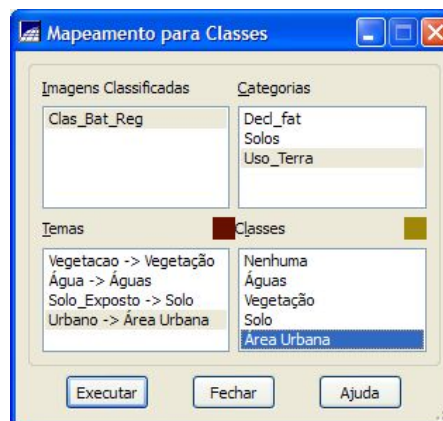 Mapeamento para Classes
Imagens Classificadas
Clas_Bat_Reg
Categorias
Decl_fat
Solos
Uso_Terra
Temas
Vegetacao -> Vegetação
Água -> Águas
Solo_Exposto -> Solo
Urbano -> Área Urbana
Classes
Nenhuma
Águas
Vegetação
Solo
Área Urbana
Executar Fechar Ajuda